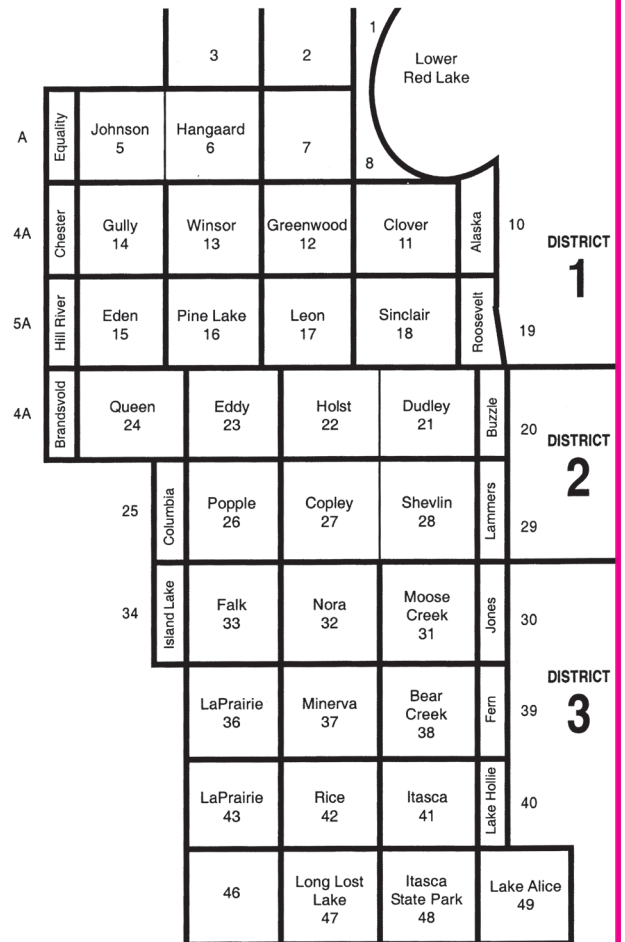 1
3
2
Lower
Red Lake
A
Equality
Johnson
5
Hangaard
6
7
8
4A
Chester
Gully
14
Winsor
13
Greenwood
12
Clover
11
Alaska
10
DISTRICT
1
5A
Hill River
Eden
15
Pine Lake
16
Leon
17
Sinclair
18
Roosevelt
19
4A
Brandsvold
Queen
24
Eddy
23
Holst
22
Dudley
21
Buzzle
20
DISTRICT
2
25
Columbia
Popple
26
Copley
27
Shevlin
28
Lammers
29
34
Island Lake
Falk
33
Nora
32
Moose
Creek
31
Jones
30
DISTRICT
3
LaPrairie
36
Minerva
37
Bear
Creek
38
Fern
39
LaPrairie
43
Rice
42
Itasca
41
Lake Hollie
40
46
Long Lost
Lake
47
Itasca
State Park
48
Lake Alice
49